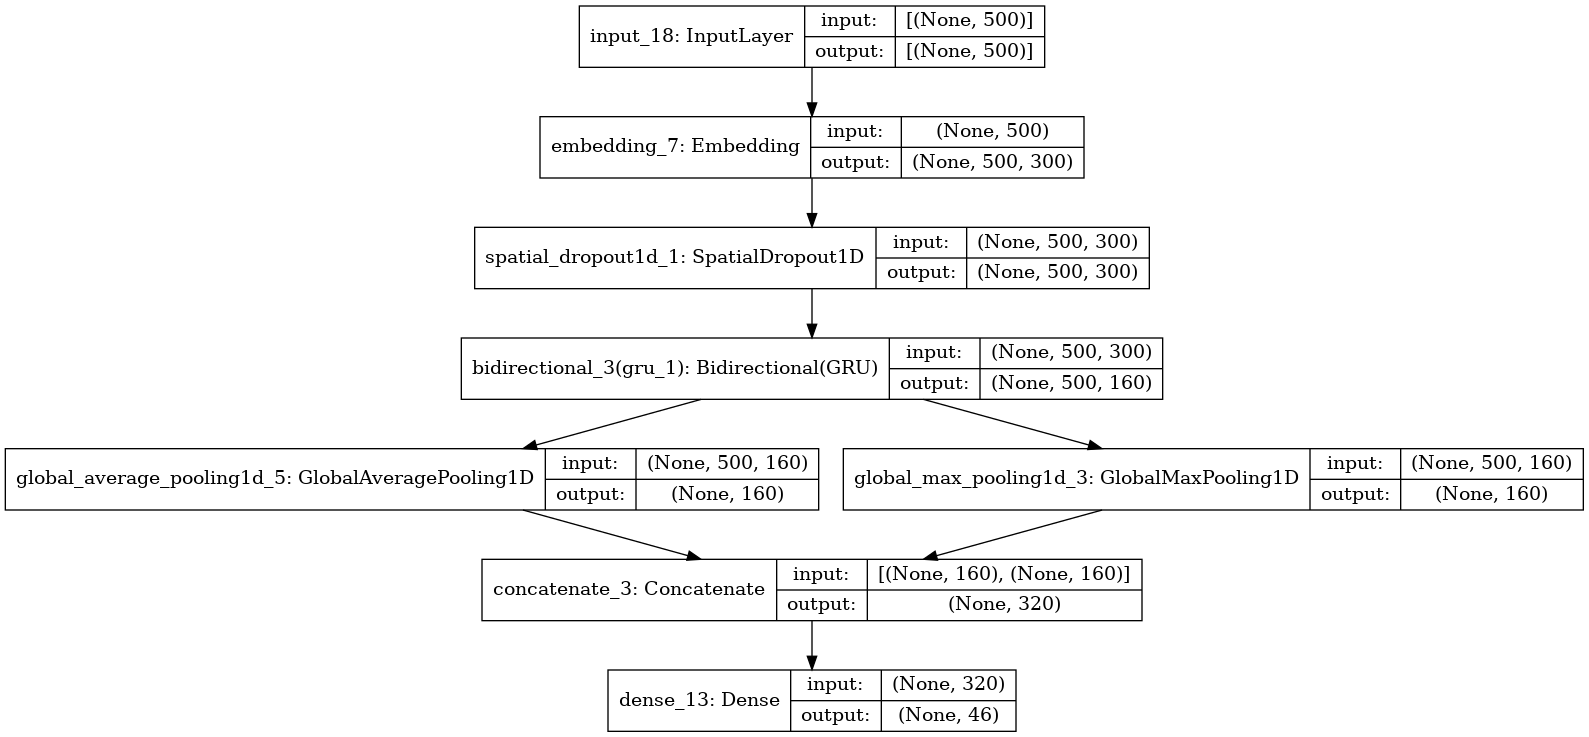 input_18: InputLayer
input: [(None, 500)]
output: [(None, 500)]
embedding_7: Embedding
input: (None, 500)
output: (None, 500, 300)
spatial_dropout1d_1: SpatialDropout1D
input: (None, 500, 300)
output: (None, 500, 300)
bidirectional_3(gru_1): Bidirectional(GRU)
input: (None, 500, 300)
output: (None, 500, 160)
global_average_pooling1d_5: GlobalAveragePooling1D
input: (None, 500, 160)
output: (None, 160)
global_max_pooling1d_3: GlobalMaxPooling1D
input: (None, 500, 160)
output: (None, 160)
concatenate_3: Concatenate
input: [(None, 160), (None, 160)]
output: (None, 320)
dense_13: Dense
input: (None, 320)
output: (None, 46)